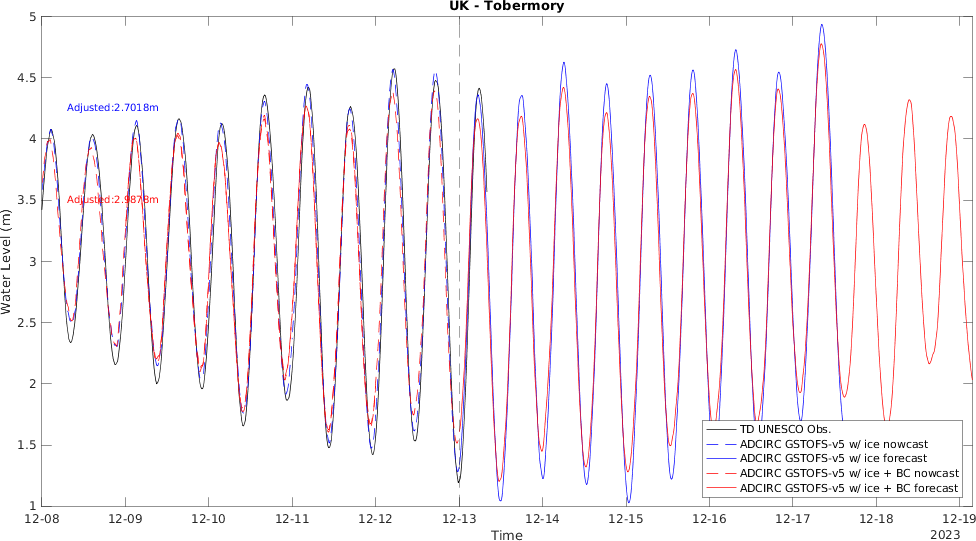 UK - Tobermory
5
4.5
4
3.5
3
2.5
2
1.5
1
Water Level (m)
Adjusted:2.7018m
Adjusted:2.9878m
TD UNESCO Obs.
ADCIRC GSTOFS-v5 w/ ice nowcast
ADCIRC GSTOFS-v5 w/ ice forecast
ADCIRC GSTOFS-v5 w/ ice + BC nowcast
ADCIRC GSTOFS-v5 w/ ice + BC forecast
12-08 12-09 12-10 12-11 12-12 12-13 12-14 12-15 12-16 12-17 12-18 12-19
Time
2023